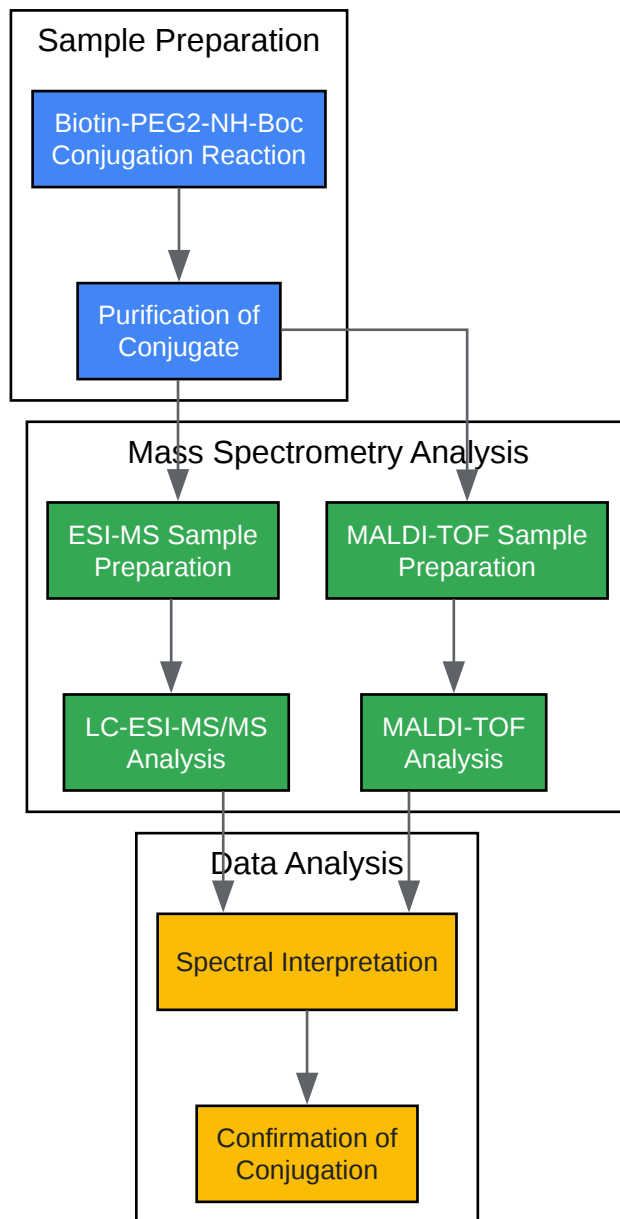 Sample Preparation
Biotin-PEG2-NH-Boc
Conjugation Reaction
Purification of
Conjugate
Mass Spectrometry Analysis
ESI-MS Sample
Preparation
MALDI-TOF Sample
Preparation
LC-ESI-MS/MS
Analysis
MALDI-TOF
Analysis
Data Analysis
Spectral Interpretation
Confirmation of
Conjugation